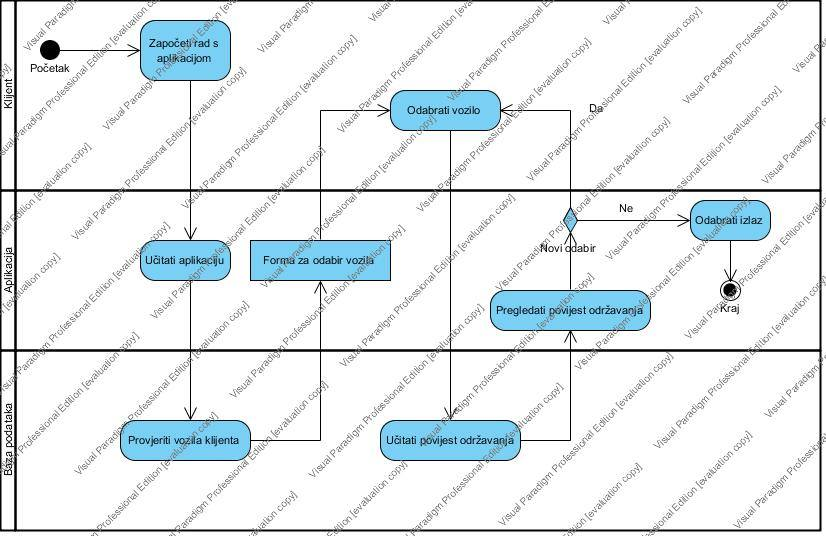 Klijent
Početak
Započeti rad s
aplikacijom
Odabrati vozilo
Da
Aplikacija
Učitati aplikaciju
Forma za odabir vozila
Novi odabir
Ne
Odabrati izlaz
Kraj
Pregledati povijest održavanja
Baza podataka
Provjeriti vozila klijenta
Učitati povijest održavanja
Visual Paradigm Professional Edition [evaluation copy]